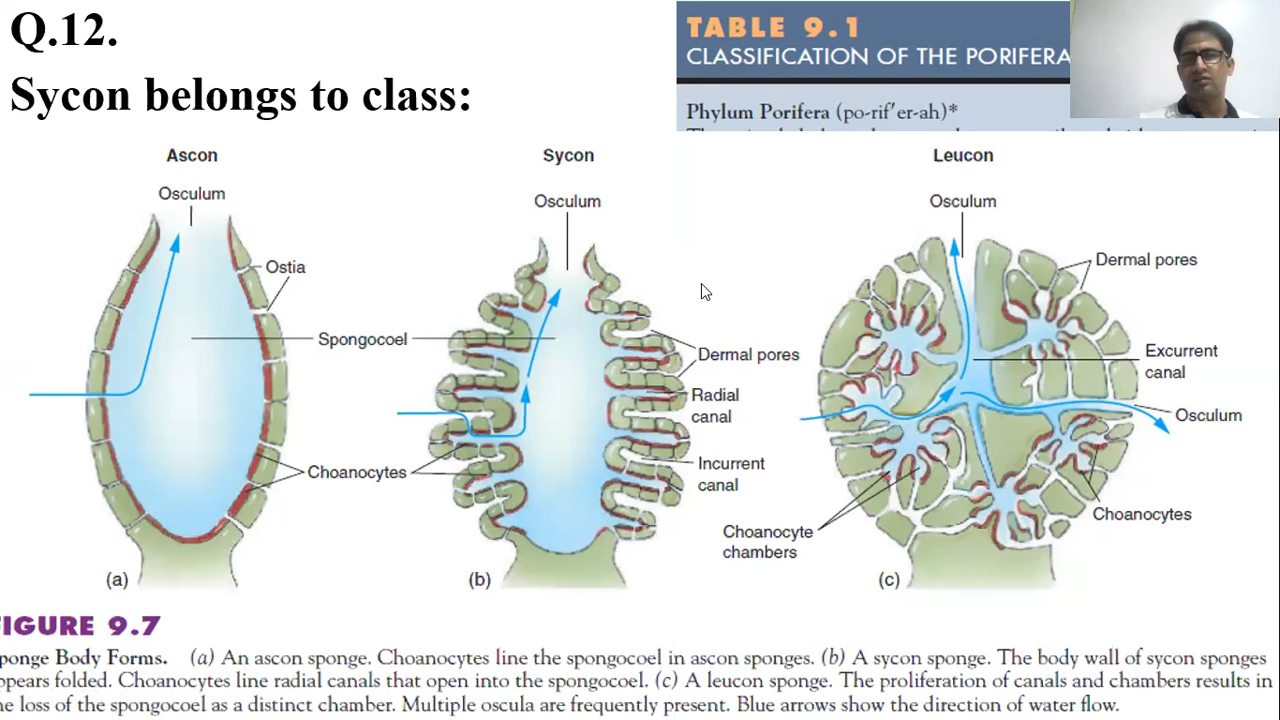 Q.12.
Sycon belongs to class:
TABLE 9.1
CLASSIFICATION OF THE PORIFERA
Phylum Porifera (po-rif′er-ah)*
Ascon
Osculum
Ostia
Spongocoel
Choanocytes
(a)
Sycon
Osculum
Dermal pores
Radial
canal
Incurrent
canal
(b)
Leucon
Osculum
Dermal pores
Excurrent
canal
Osculum
Choanocytes
Choanocyte
chambers
(c)
FIGURE 9.7
ponge Body Forms. (a) An ascon sponge. Choanocytes line the spongocoel in ascon sponges. (b) A sycon sponge. The body wall of sycon sponges
ppears folded. Choanocytes line radial canals that open into the spongocoel. (c) A leucon sponge. The proliferation of canals and chambers results in
he loss of the spongocoel as a distinct chamber. Multiple oscula are frequently present. Blue arrows show the direction of water flow.